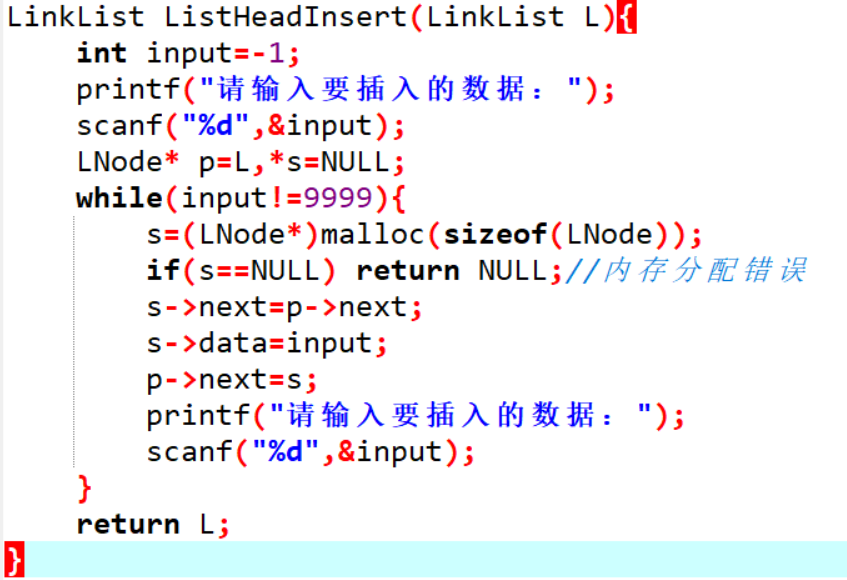 LinkList ListHeadInsert(LinkList L){
    int input=-1;
    printf("请输入要插入的数据：");
    scanf("%d",&input);
    LNode* p=L,*s=NULL;
    while(input!=9999){
        s=(LNode*)malloc(sizeof(LNode));
        if(s==NULL) return NULL;//内存分配错误
        s->next=p->next;
        s->data=input;
        p->next=s;
        printf("请输入要插入的数据：");
        scanf("%d",&input);
    }
    return L;
}